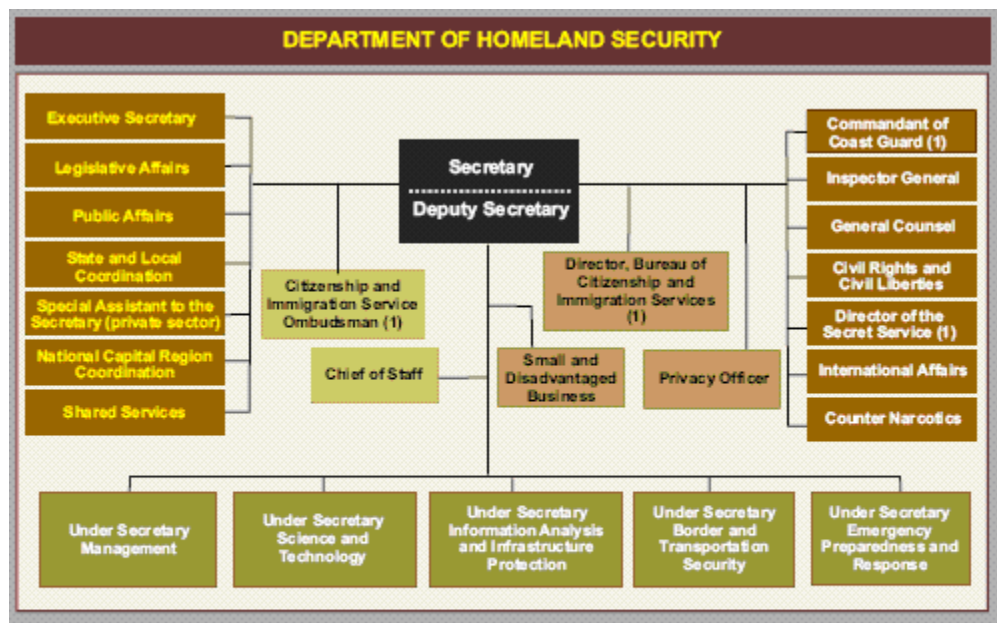 DEPARTMENT OF HOMELAND SECURITY
Executive Secretary
Legislative Affairs
Public Affairs
State and Local
Coordination
Special Assistant to the
Secretary (private sector)
National Capital Region
Coordination
Shared Services
Secretary
Deputy Secretary
Citizenship and
Immigration Service
Ombudsman (1)
Chief of Staff
Director, Bureau of
Citizenship and
Immigration Services
(1)
Small and
Disadvantaged
Business
Privacy Officer
Commandant of
Coast Guard (1)
Inspector General
General Counsel
Civil Rights and
Civil Liberties
Director of the
Secret Service (1)
International Affairs
Counter Narcotics
Under Secretary
Management
Under Secretary
Science and
Technology
Under Secretary
Information Analysis
and Infrastructure
Protection
Under Secretary
Border and
Transportation
Security
Under Secretary
Emergency
Preparedness and
Response